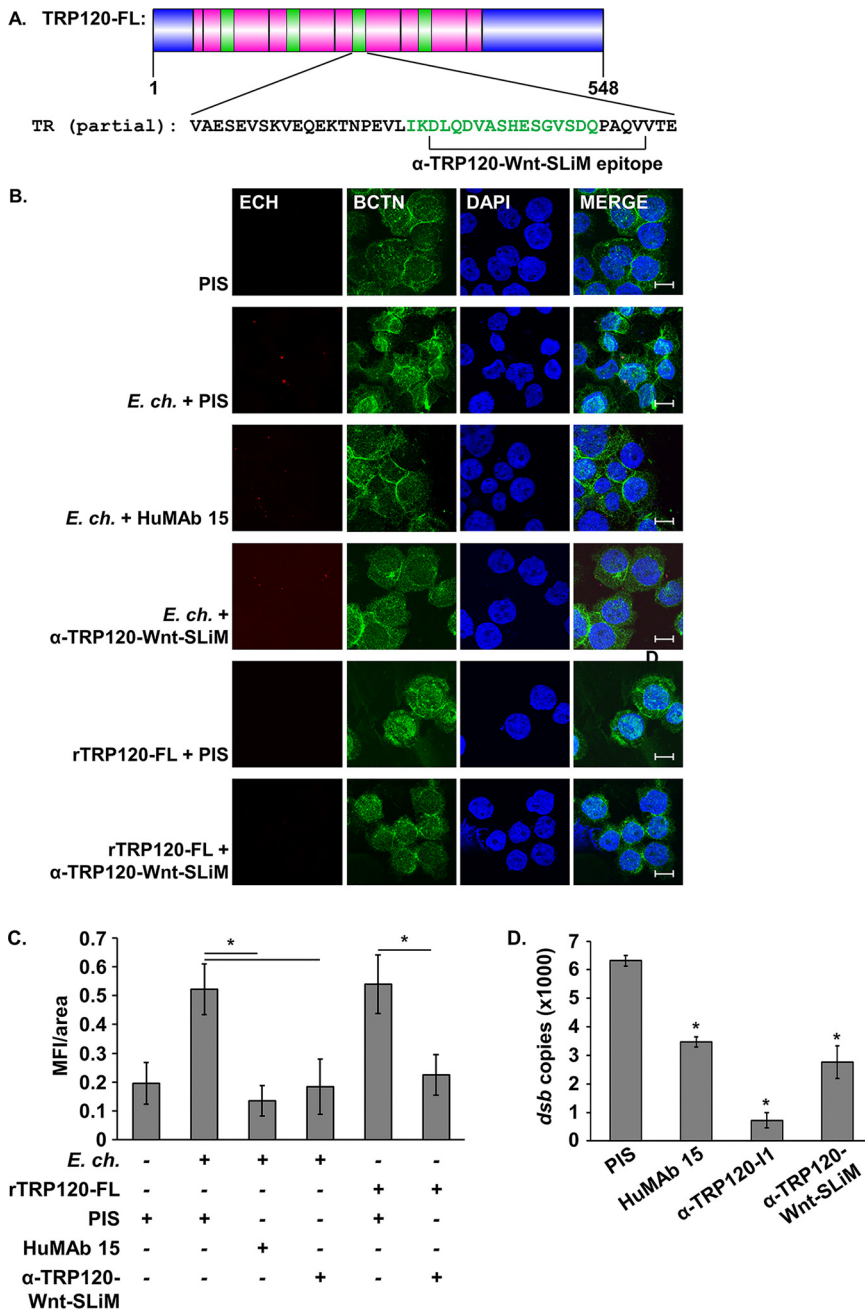 A.
TRP120-FL:
1
548
TR (partial): VAESEVSKVEQEKTNPEVLIKDLQDVASHESGVSDQPAQVVTE
α-TRP120-Wnt-SLiM epitope
B.
ECH
BCTN
DAPI
MERGE
PIS
E. ch. + PIS
E. ch. + HuMAb 15
E. ch. +
α-TRP120-Wnt-SLiM
D
rTRP120-FL + PIS
rTRP120-FL +
α-TRP120-Wnt-SLiM
C.
MFI/area
0.7
0.6
0.5
0.4
0.3
0.2
0.1
0
*
*
E. ch. - + + + - -
rTRP120-FL - - - - + +
PIS + + - - + -
HuMAb 15 - - + - - -
α-TRP120- - - - + - +
Wnt-SLiM
D.
dsb copies (x1000)
7
6
5
4
3
2
1
0
*
*
*
PIS
HuMAb 15
α-TRP120-I1
α-TRP120-
Wnt-SLiM